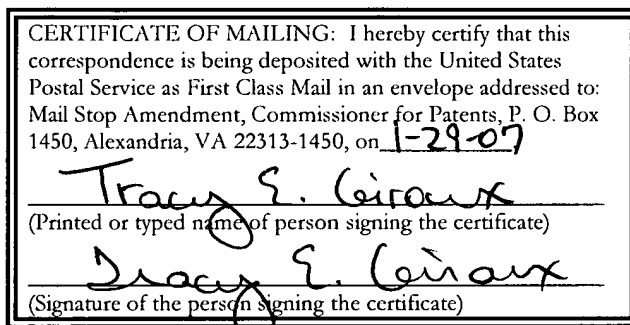 CERTIFICATE OF MAILING: I hereby certify that this
correspondence is being deposited with the United States
Postal Service as First Class Mail in an envelope addressed to:
Mail Stop Amendment, Commissioner for Patents, P. O. Box
1450, Alexandria, VA 22313-1450, on 1-29-07
Tracy E. Giroux
(Printed or typed name of person signing the certificate)
Tracy E. Giroux
(Signature of the person signing the certificate)